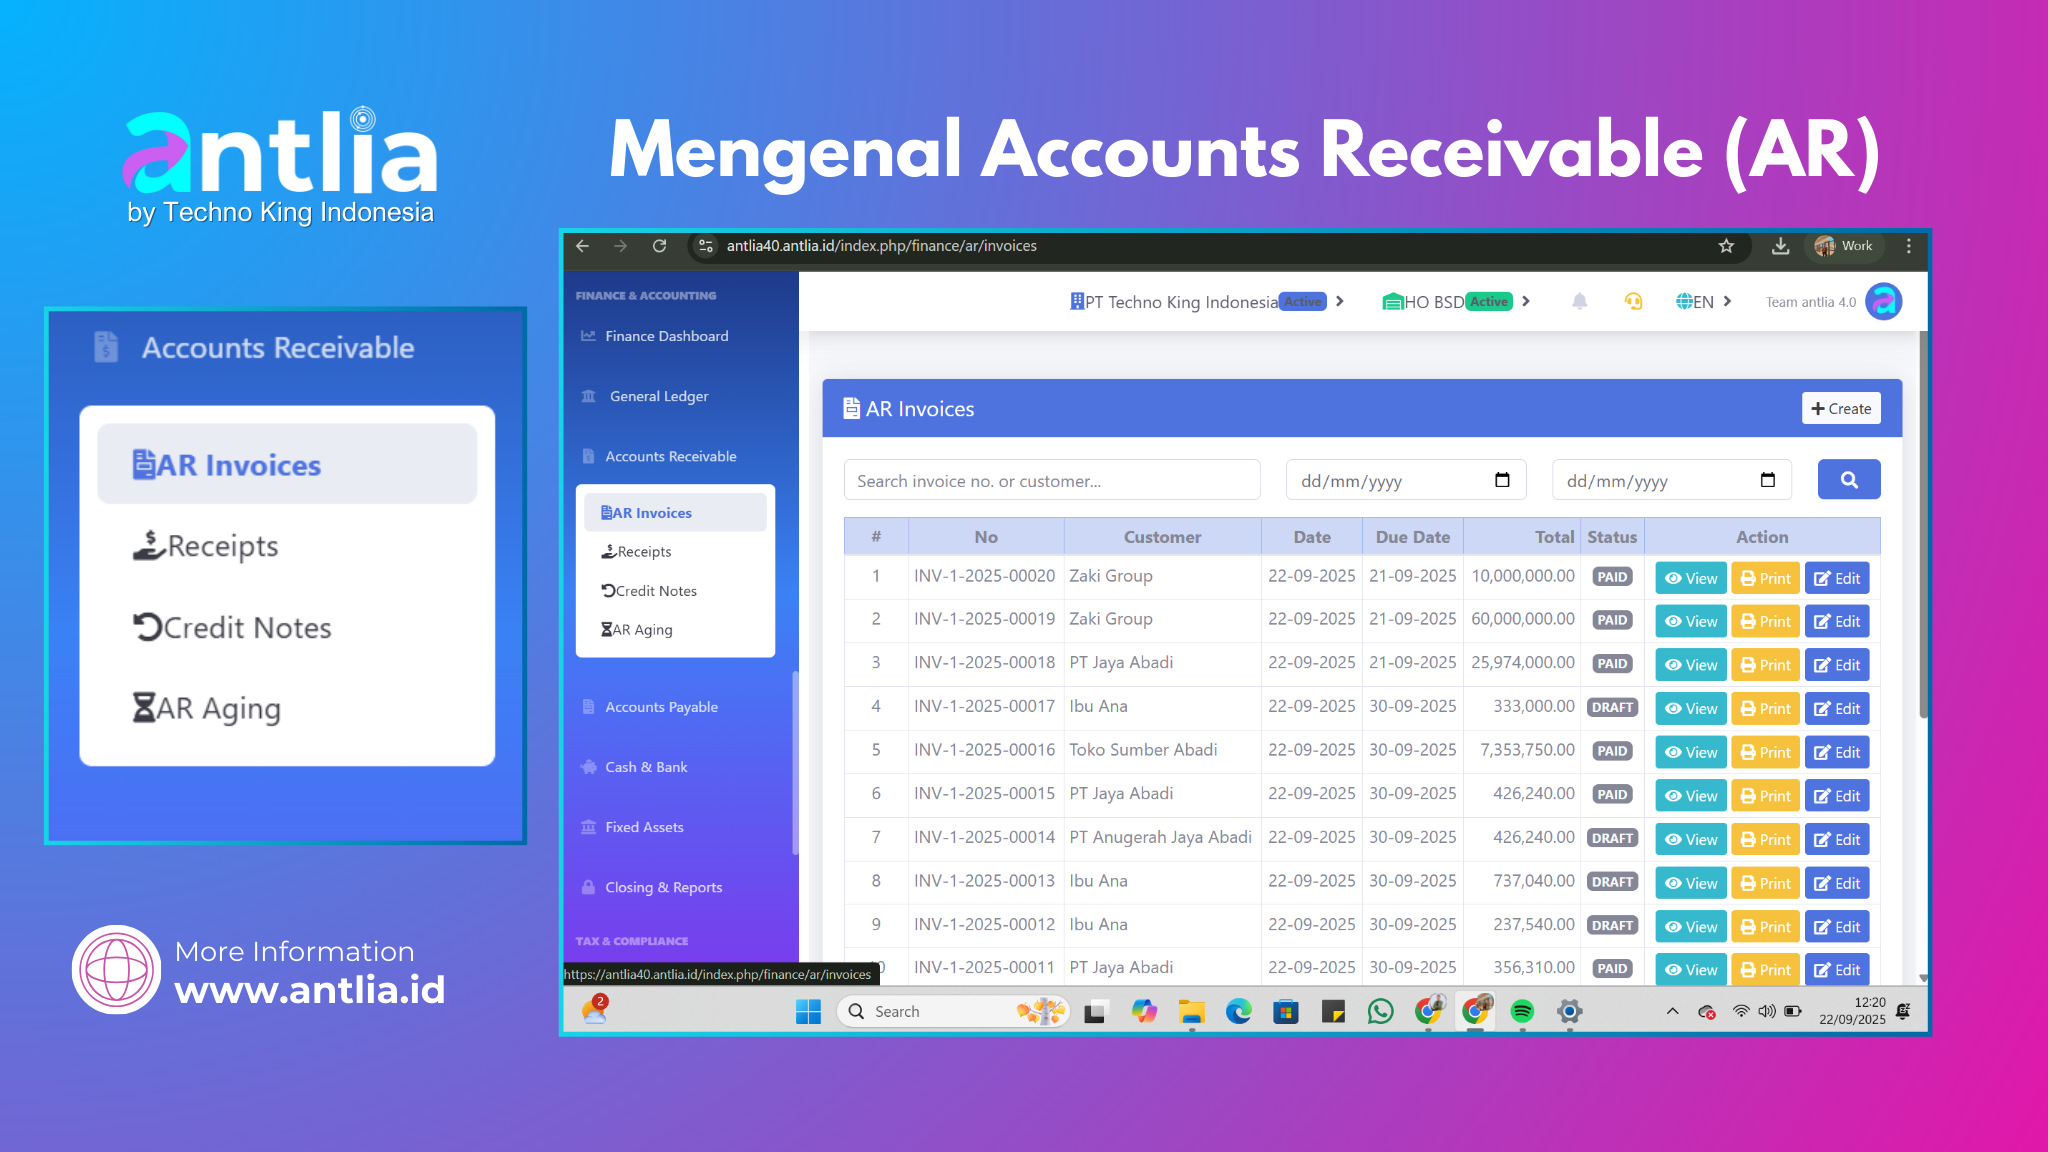 antlia
by Techno King Indonesia
Mengenal Accounts Receivable (AR)
Accounts Receivable
AR Invoices
Receipts
Credit Notes
AR Aging
More Information
www.antlia.id
antlia40.antlia.id/index.php/finance/ar/invoices
Work
FINANCE & ACCOUNTING
Finance Dashboard
General Ledger
Accounts Receivable
AR Invoices
Receipts
Credit Notes
AR Aging
Accounts Payable
Cash & Bank
Fixed Assets
Closing & Reports
TAX & COMPLIANCE
https://antlia40.antlia.id/index.php/finance/ar/invoices
PT Techno King Indonesia Active HO BSD Active EN Team antlia 4.0
AR Invoices
+ Create
Search invoice no. or customer... dd/mm/yyyy dd/mm/yyyy
# No Customer Date Due Date Total Status Action
1 INV-1-2025-00020 Zaki Group 22-09-2025 21-09-2025 10,000,000.00 PAID View Print Edit
2 INV-1-2025-00019 Zaki Group 22-09-2025 21-09-2025 60,000,000.00 PAID View Print Edit
3 INV-1-2025-00018 PT Jaya Abadi 22-09-2025 21-09-2025 25,974,000.00 PAID View Print Edit
4 INV-1-2025-00017 Ibu Ana 22-09-2025 30-09-2025 333,000.00 DRAFT View Print Edit
5 INV-1-2025-00016 Toko Sumber Abadi 22-09-2025 30-09-2025 7,353,750.00 PAID View Print Edit
6 INV-1-2025-00015 PT Jaya Abadi 22-09-2025 30-09-2025 426,240.00 PAID View Print Edit
7 INV-1-2025-00014 PT Anugerah Jaya Abadi 22-09-2025 30-09-2025 426,240.00 DRAFT View Print Edit
8 INV-1-2025-00013 Ibu Ana 22-09-2025 30-09-2025 737,040.00 DRAFT View Print Edit
9 INV-1-2025-00012 Ibu Ana 22-09-2025 30-09-2025 237,540.00 DRAFT View Print Edit
0 INV-1-2025-00011 PT Jaya Abadi 22-09-2025 30-09-2025 356,310.00 PAID View Print Edit
2
Search
12:20
22/09/2025